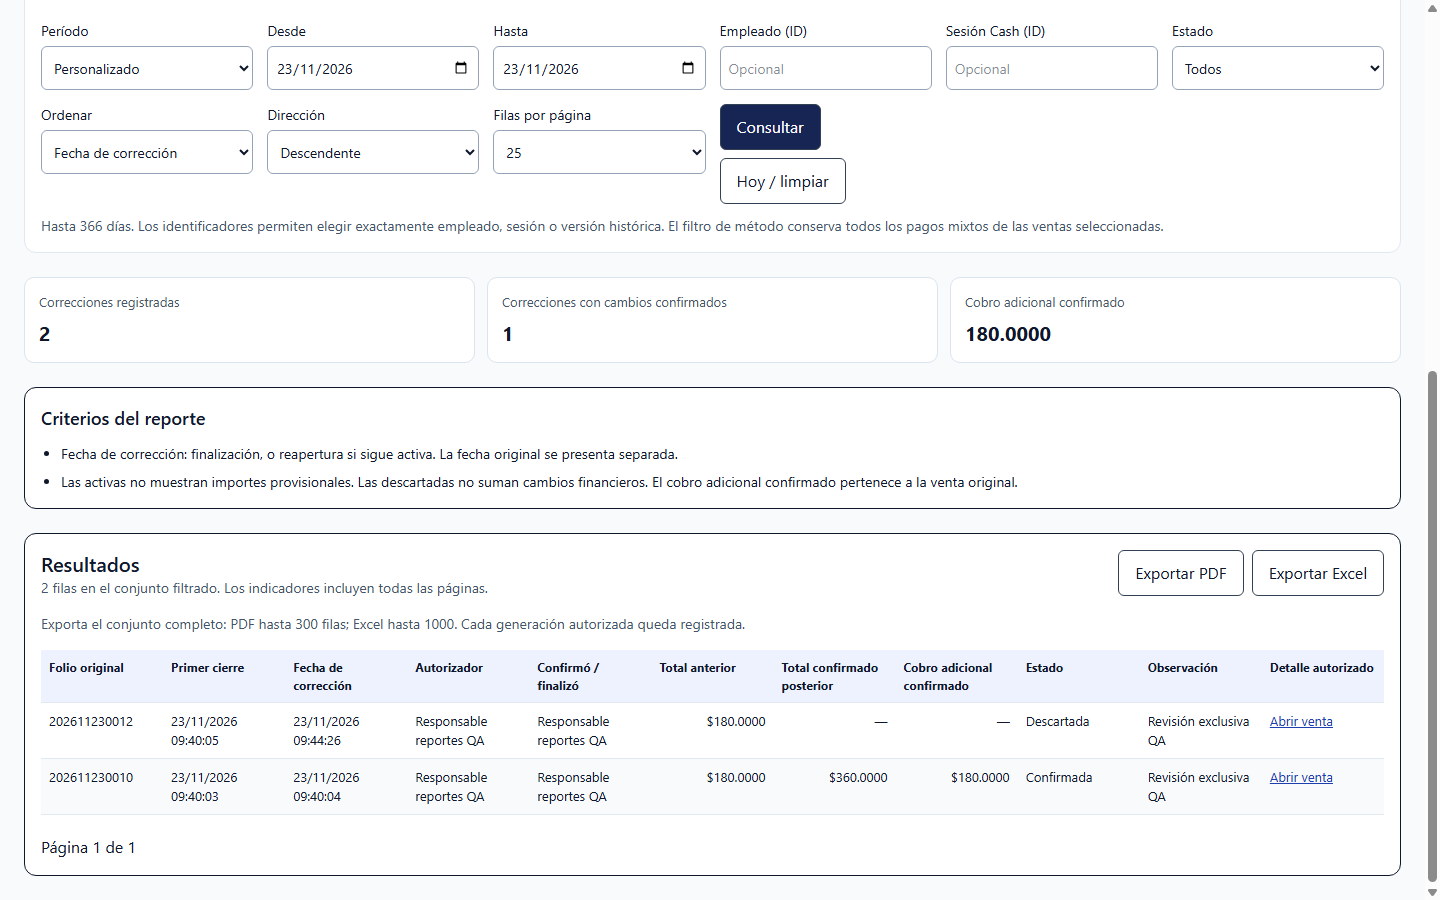 Período Desde Hasta Empleado (ID) Sesión Cash (ID) Estado
Personalizado 23/11/2026 23/11/2026 Opcional Opcional Todos
Ordenar Dirección Filas por página
Fecha de corrección Descendente 25 Consultar
Hoy / limpiar
Hasta 366 días. Los identificadores permiten elegir exactamente empleado, sesión o versión histórica. El filtro de método conserva todos los pagos mixtos de las ventas seleccionadas.
Correcciones registradas
2
Correcciones con cambios confirmados
1
Cobro adicional confirmado
180.0000
Criterios del reporte
Fecha de corrección: finalización, o reapertura si sigue activa. La fecha original se presenta separada.
Las activas no muestran importes provisionales. Las descartadas no suman cambios financieros. El cobro adicional confirmado pertenece a la venta original.
Resultados
2 filas en el conjunto filtrado. Los indicadores incluyen todas las páginas.
Exportar PDF Exportar Excel
Exporta el conjunto completo: PDF hasta 300 filas; Excel hasta 1000. Cada generación autorizada queda registrada.
Folio original Primer cierre Fecha de corrección Autorizador Confirmó / finalizó Total anterior Total confirmado posterior Cobro adicional confirmado Estado Observación Detalle autorizado
202611230012 23/11/2026 09:40:05 23/11/2026 09:44:26 Responsable reportes QA Responsable reportes QA $180.0000 — — Descartada Revisión exclusiva QA Abrir venta
202611230010 23/11/2026 09:40:03 23/11/2026 09:40:04 Responsable reportes QA Responsable reportes QA $180.0000 $360.0000 $180.0000 Confirmada Revisión exclusiva QA Abrir venta
Página 1 de 1